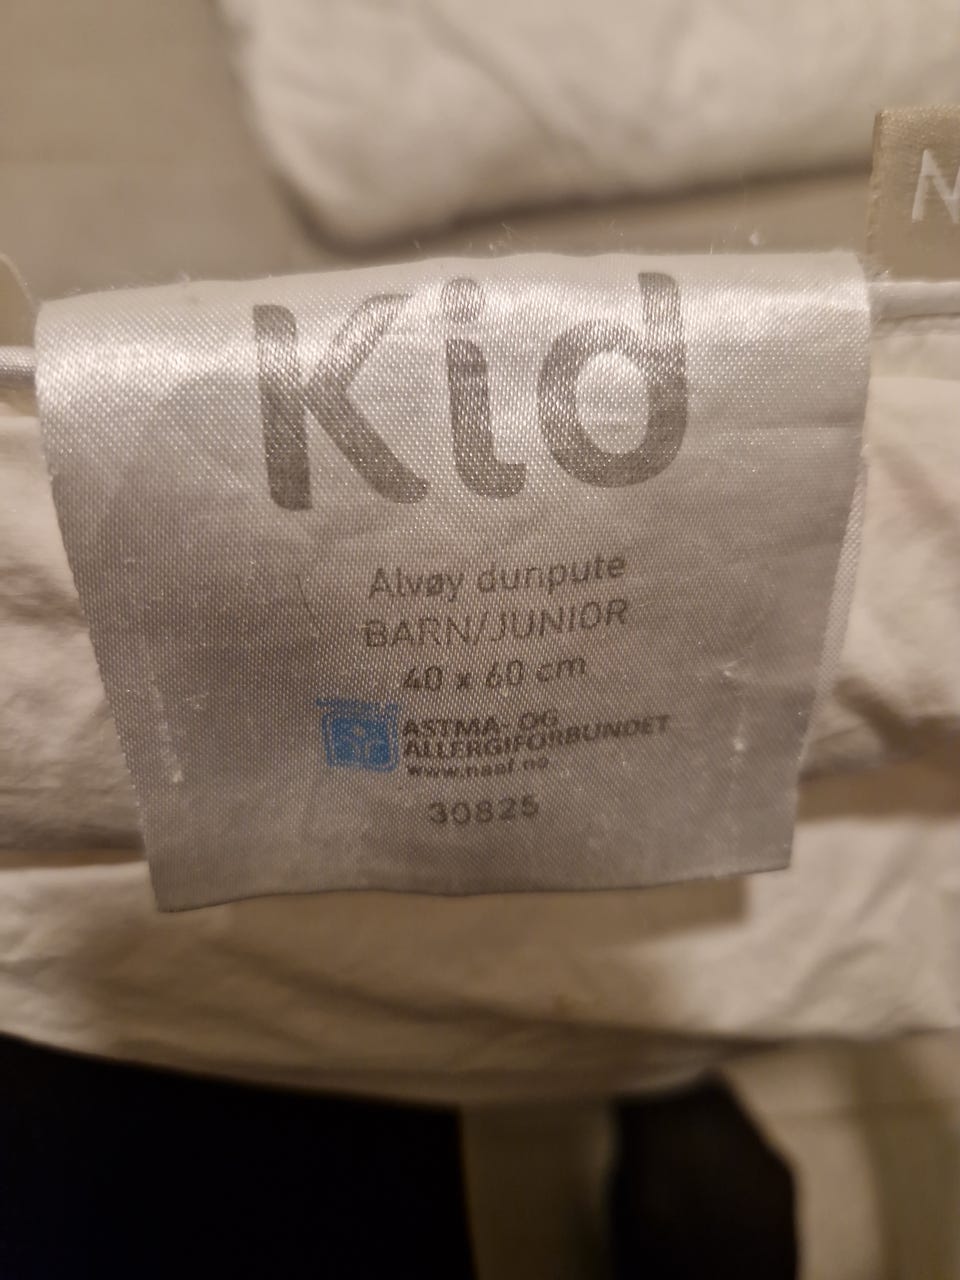 Kid
N
Alvøy dunpute
BARN/JUNIOR
40 x 60 cm
ASTMA- OG
ALLERGIFORBUNDET
www.naaf.no
30825